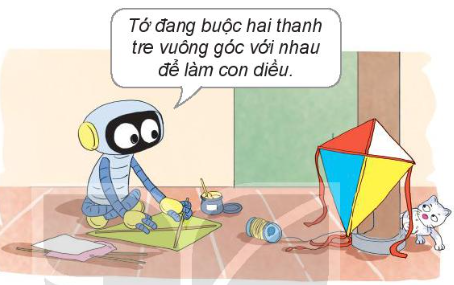 Tớ đang buộc hai thanh
tre vuông góc với nhau
để làm con diều.